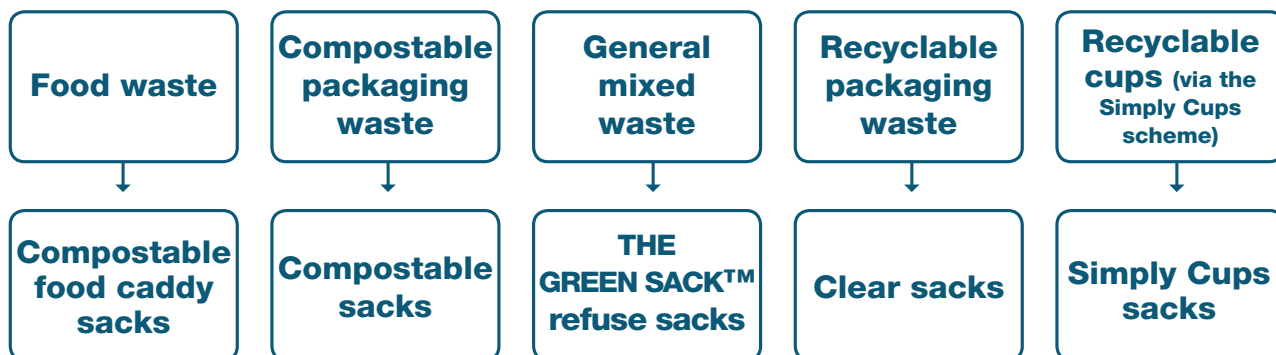 Food waste
Compostable
packaging
waste
General
mixed
waste
Recyclable
packaging
waste
Recyclable
cups (via the
Simply Cups
scheme)
Compostable
food caddy
sacks
Compostable
sacks
THE
GREEN SACK™
refuse sacks
Clear sacks
Simply Cups
sacks